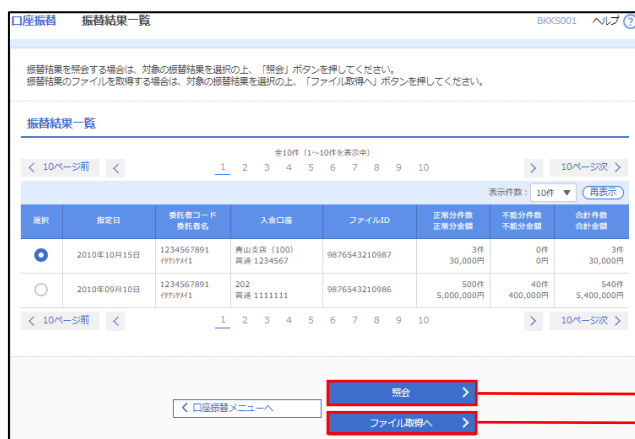 口座振替 振替結果一覧 BKKS001 ヘルプ ?
振替結果を照会する場合は、対象の振替結果を選択の上、「照会」ボタンを押してください。
振替結果のファイルを取得する場合は、対象の振替結果を選択の上、「ファイル取得へ」ボタンを押してください。
振替結果一覧
全10件（1～10件を表示中）
< 10ページ前 < 1 2 3 4 5 6 7 8 9 10 > 10ページ次 >
表示件数： 10件 ▼ 再表示
選択 指定日 委託者コード 入金口座 ファイルID 正常分件数 不能分件数 合計件数
委託者名 正常分金額 不能分金額 合計金額
2010年10月15日 1234567891 青山支店（100） 9876543210987 3件 0件 3件
ｲﾀｸｼﾔﾒｲ1 普通 1234567 30,000円 0円 30,000円
2010年09月10日 1234567891 202 9876543210986 500件 40件 540件
ｲﾀｸｼﾔﾒｲ1 普通 1111111 5,000,000円 400,000円 5,400,000円
< 10ページ前 < 1 2 3 4 5 6 7 8 9 10 > 10ページ次 >
照会 >
< 口座振替メニューへ
ファイル取得へ >